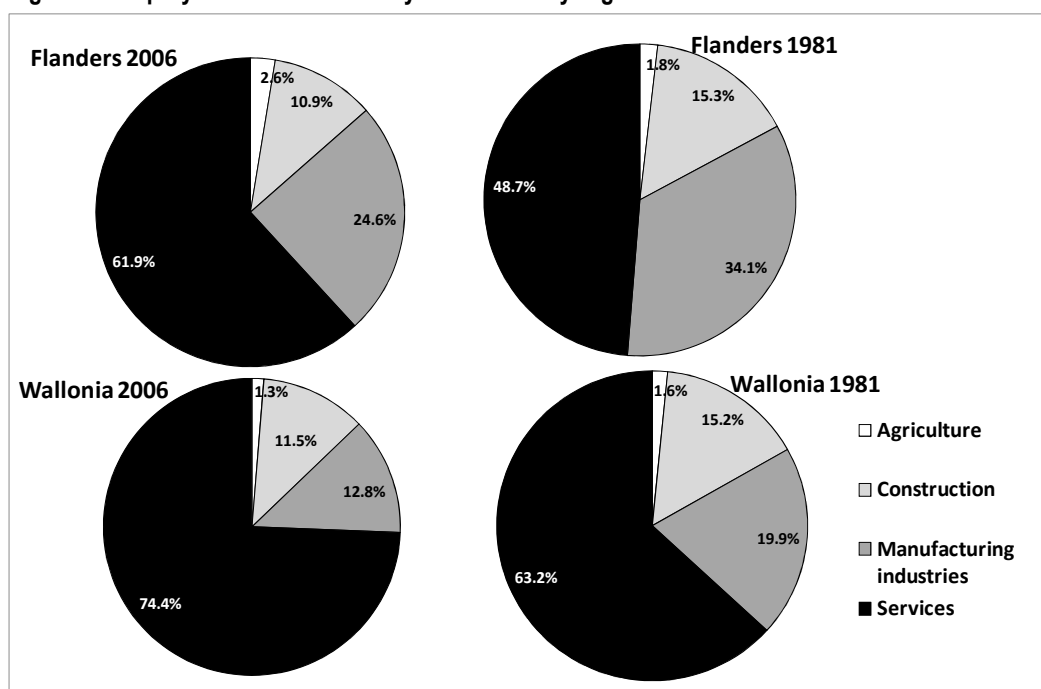 Flanders 2006
2.6%
10.9%
24.6%
61.9%
Flanders 1981
1.8%
15.3%
48.7%
34.1%
Wallonia 2006
1.3%
11.5%
12.8%
74.4%
Wallonia 1981
1.6%
15.2%
19.9%
63.2%
Agriculture
Construction
Manufacturing
industries
Services